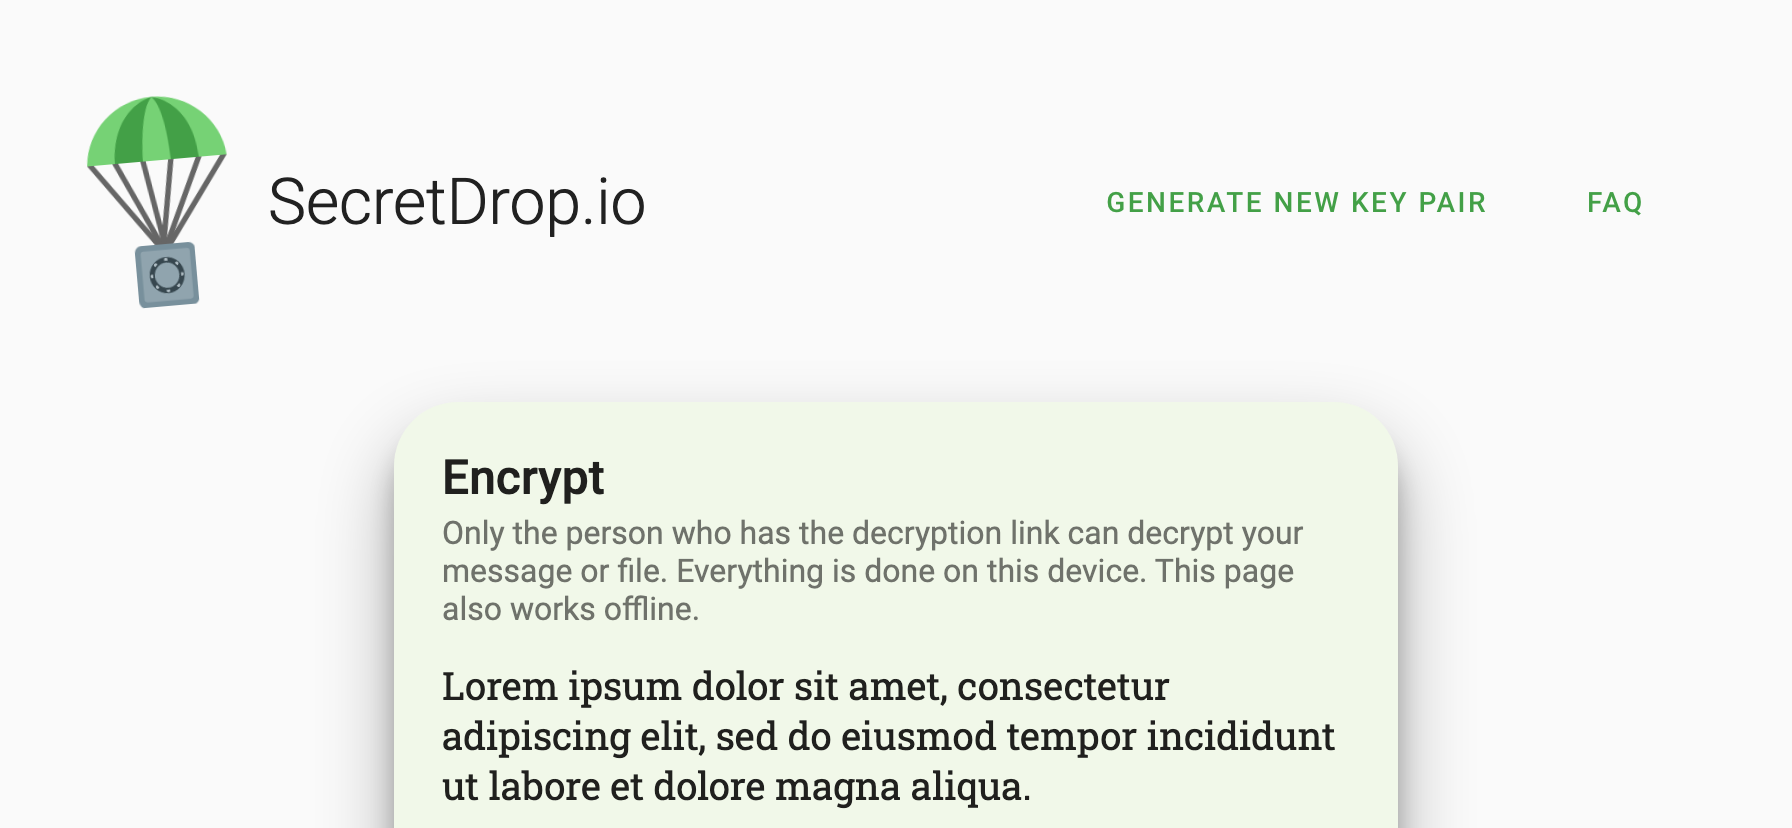 SecretDrop.io
GENERATE NEW KEY PAIR
FAQ
Encrypt
Only the person who has the decryption link can decrypt your
message or file. Everything is done on this device. This page
also works offline.
Lorem ipsum dolor sit amet, consectetur
adipiscing elit, sed do eiusmod tempor incididunt
ut labore et dolore magna aliqua.